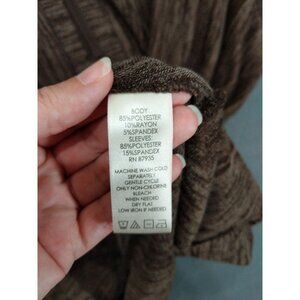 BODY:
85%POLYESTER
10%RAYON
5%SPANDEX
SLEEVES:
85%POLYESTER
15%SPANDEX
RN 87935
MACHINE WASH COLD
SEPARATELY
GENTLE CYCLE
ONLY NON-CHLORINE
BLEACH
WHEN NEEDED
DRY FLAT
LOW IRON IF NEEDED